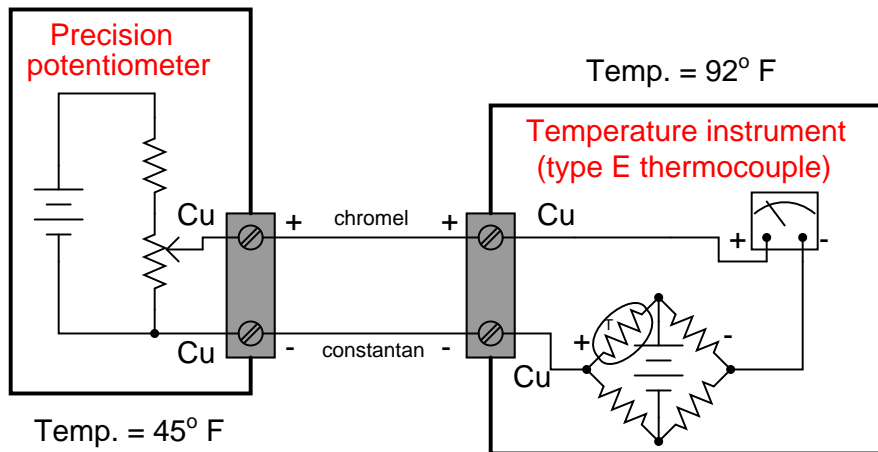 Precision
potentiometer
Temp. = 92° F
Temperature instrument
(type E thermocouple)
Cu + chromel + Cu
+ -
T
+ -
Cu - constantan - Cu
Temp. = 45° F